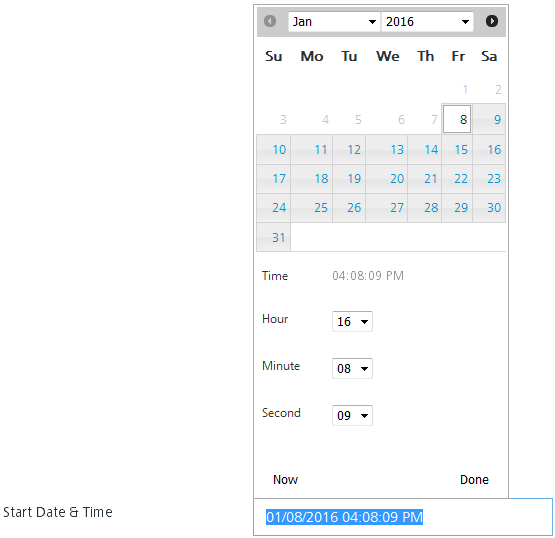 Jan 2016
Su Mo Tu We Th Fr Sa
1 2
3 4 5 6 7 8 9
10 11 12 13 14 15 16
17 18 19 20 21 22 23
24 25 26 27 28 29 30
31
Time 04:08:09 PM
Hour 16
Minute 08
Second 09
Now Done
Start Date & Time 01/08/2016 04:08:09 PM